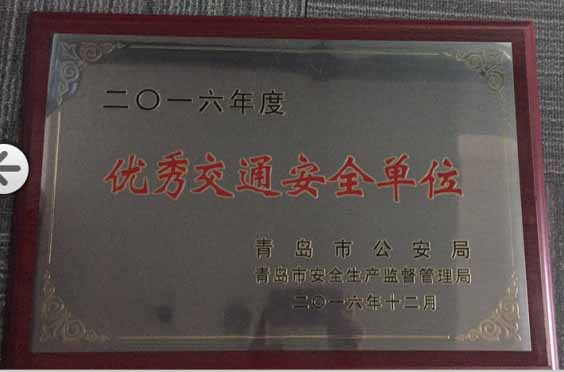 二〇一六年度
优秀交通安全单位
青岛市公安局
青岛市安全生产监督管理局
二〇一六年十二月